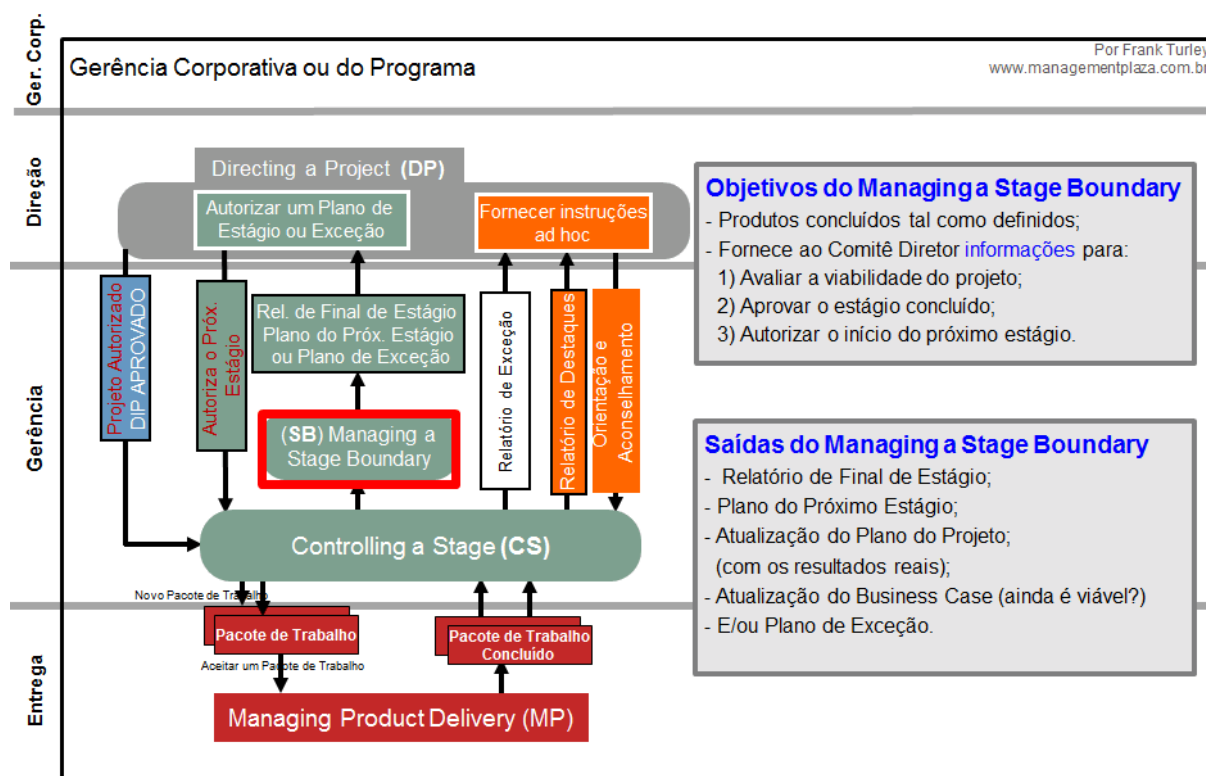 Ger. Corp.
Gerência Corporativa ou do Programa
Por Frank Turley
www.managementplaza.com.br
Direção
Directing a Project (DP)
Autorizar um Plano de
Estágio ou Exceção
Fornecer instruções
ad hoc
Objetivos do Managing a Stage Boundary
- Produtos concluídos tal como definidos;
- Fornece ao Comitê Diretor informações para:
1) Avaliar a viabilidade do projeto;
2) Aprovar o estágio concluído;
3) Autorizar o início do próximo estágio.
Gerência
Projeto Autorizado
DIP APROVADO
Autoriza o Próx.
Estágio
Rel. de Final de Estágio
Plano do Próx. Estágio
ou Plano de Exceção
(SB) Managing a
Stage Boundary
Relatório de Exceção
Relatório de Destaques
Orientação e
Aconselhamento
Saídas do Managing a Stage Boundary
- Relatório de Final de Estágio;
- Plano do Próximo Estágio;
- Atualização do Plano do Projeto;
(com os resultados reais);
- Atualização do Business Case (ainda é viável?)
- E/ou Plano de Exceção.
Controlling a Stage (CS)
Novo Pacote de Trabalho
Entrega
Pacote de Trabalho
Pacote de Trabalho
Concluído
Aceitar um Pacote de Trabalho
Managing Product Delivery (MP)